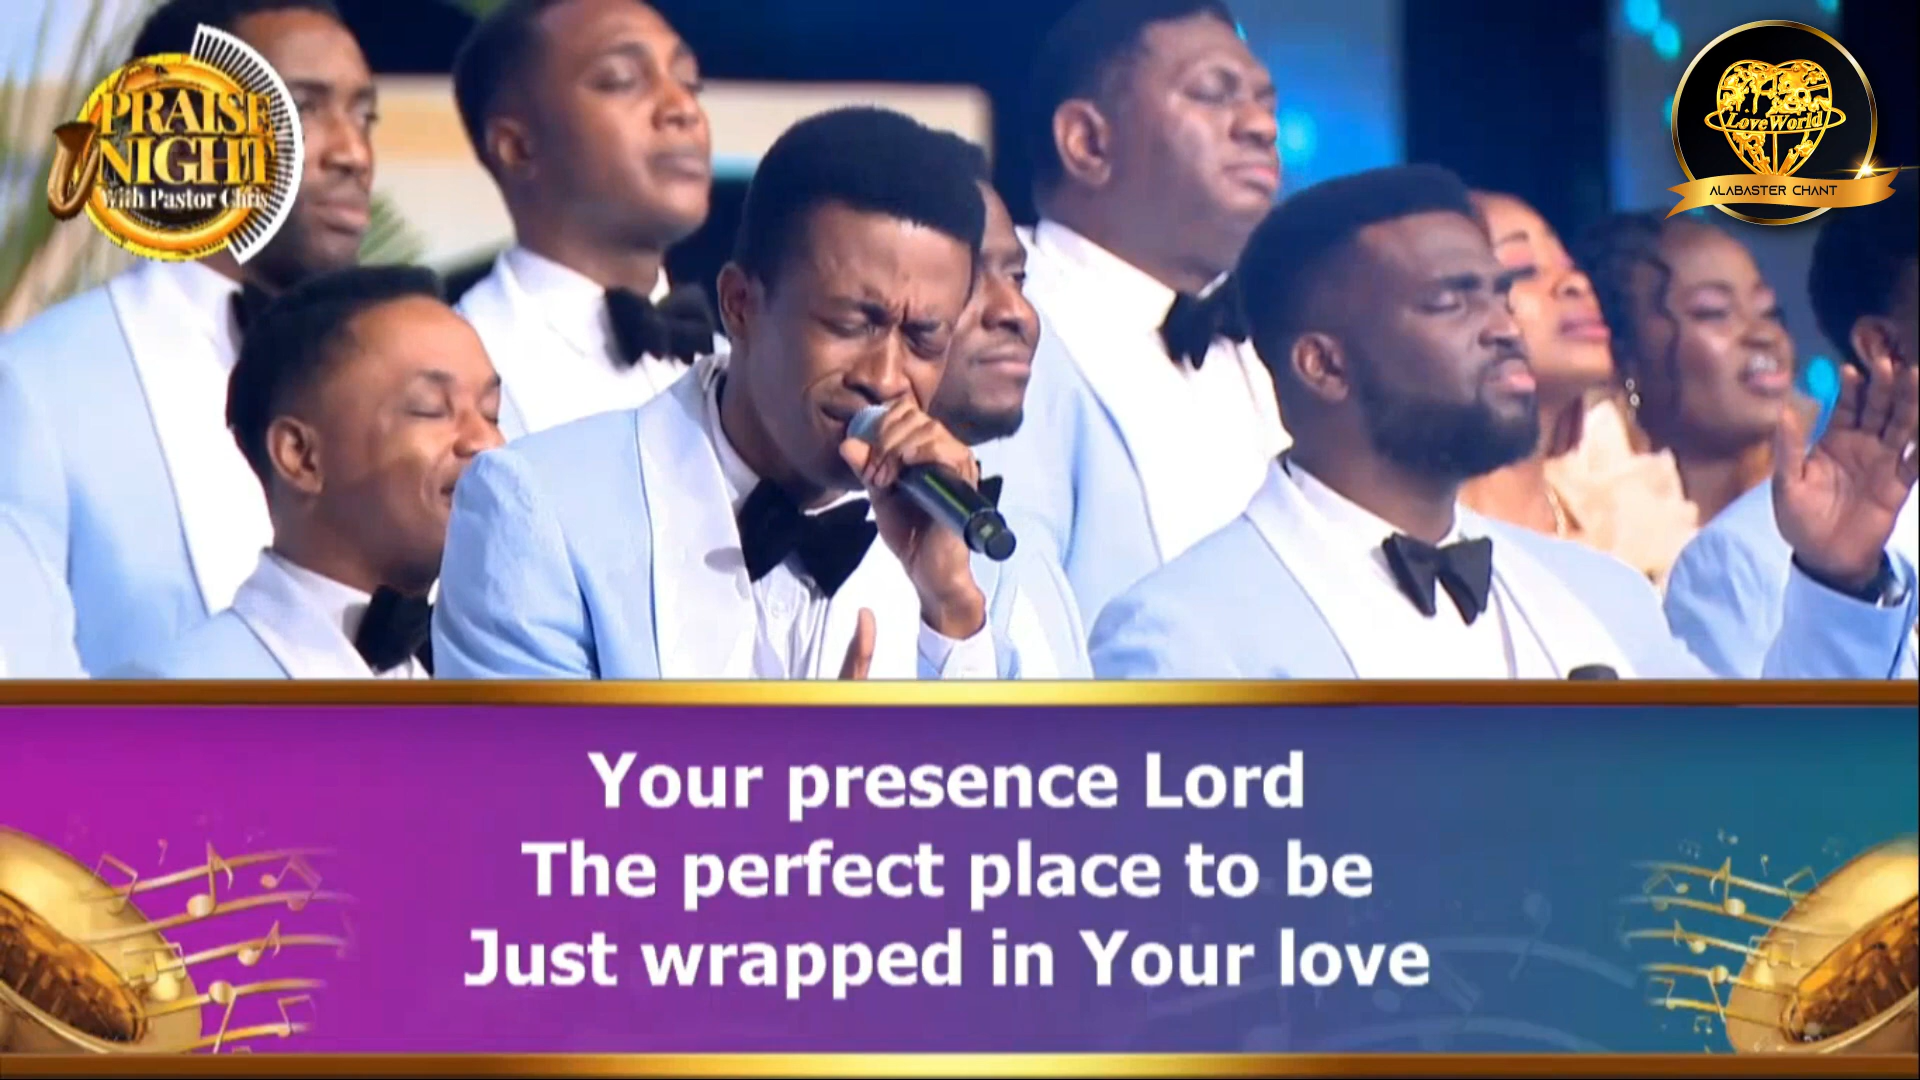 PRAISE
NIGHT
With Pastor Chris
LoveWorld
ALABASTER CHANT
Your presence Lord
The perfect place to be
Just wrapped in Your love